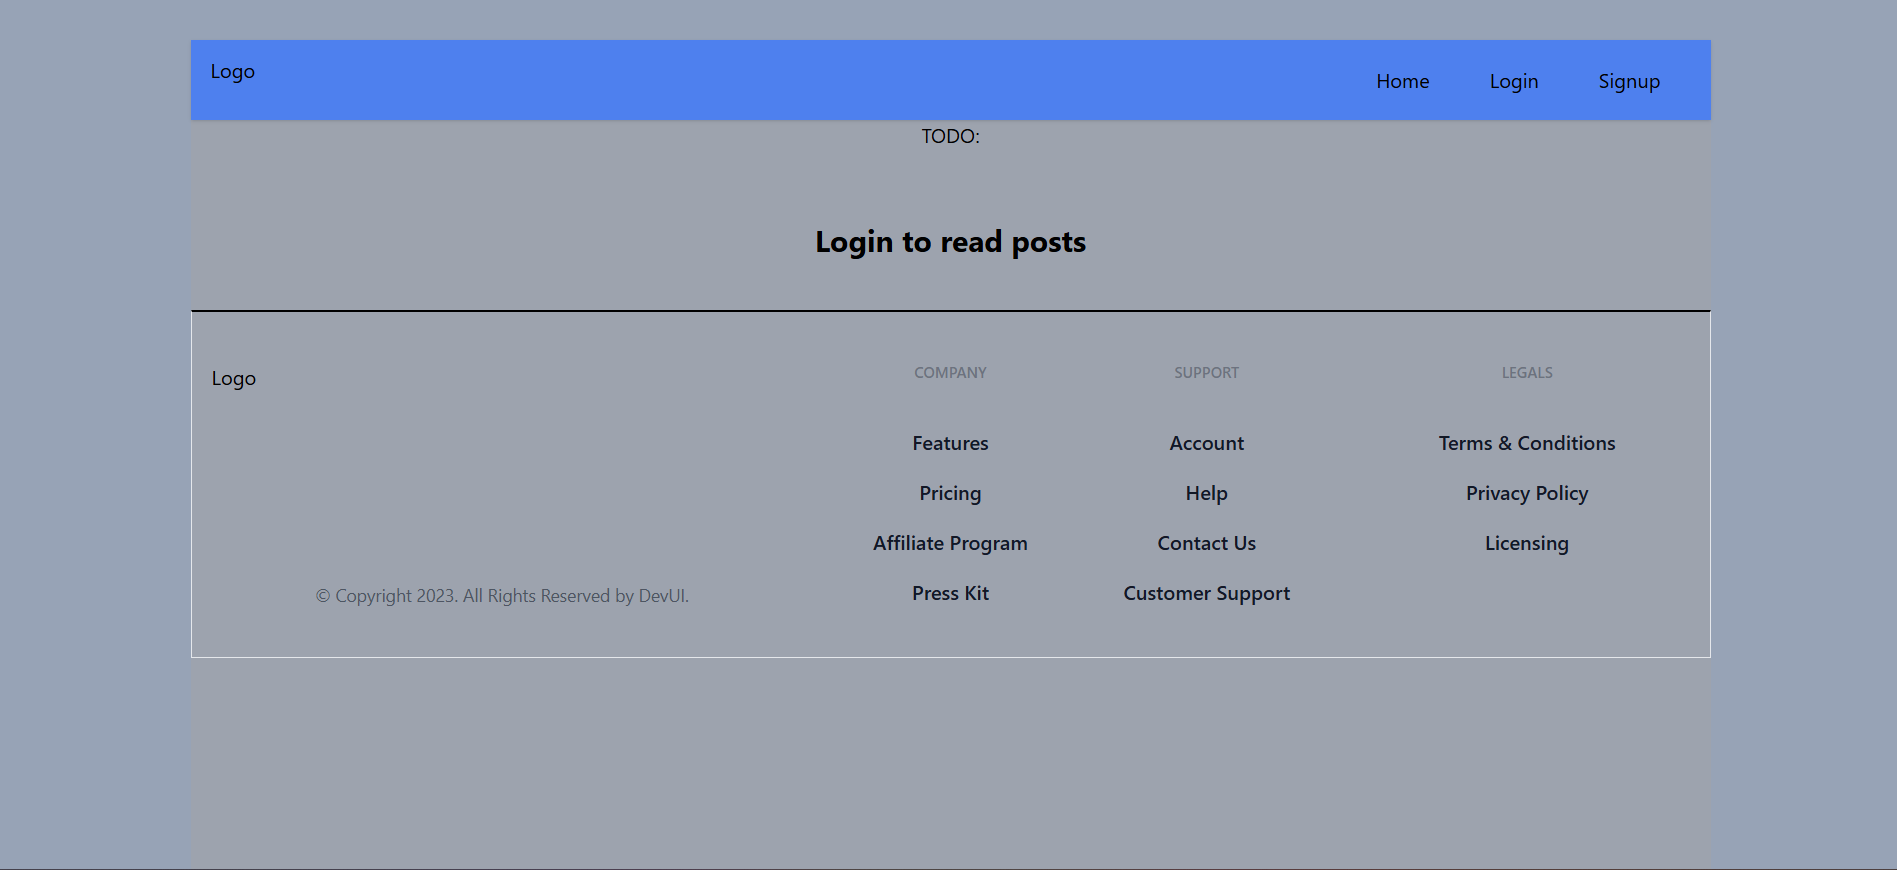 Logo
Home Login Signup
TODO:
Login to read posts
Logo
© Copyright 2023. All Rights Reserved by DevUI.
COMPANY
Features
Pricing
Affiliate Program
Press Kit
SUPPORT
Account
Help
Contact Us
Customer Support
LEGALS
Terms & Conditions
Privacy Policy
Licensing